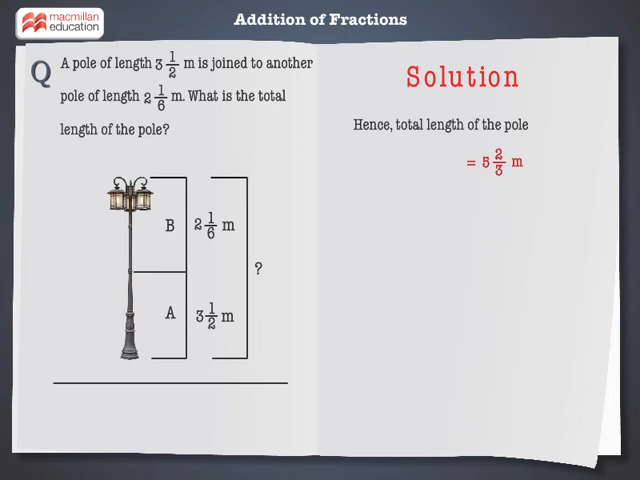 macmillan
education
Addition of Fractions
Q
A pole of length 3 1/2 m is joined to another
pole of length 2 1/6 m. What is the total
length of the pole?
B
2 1/6 m
?
A
3 1/2 m
Solution
Hence, total length of the pole
= 5 2/3 m